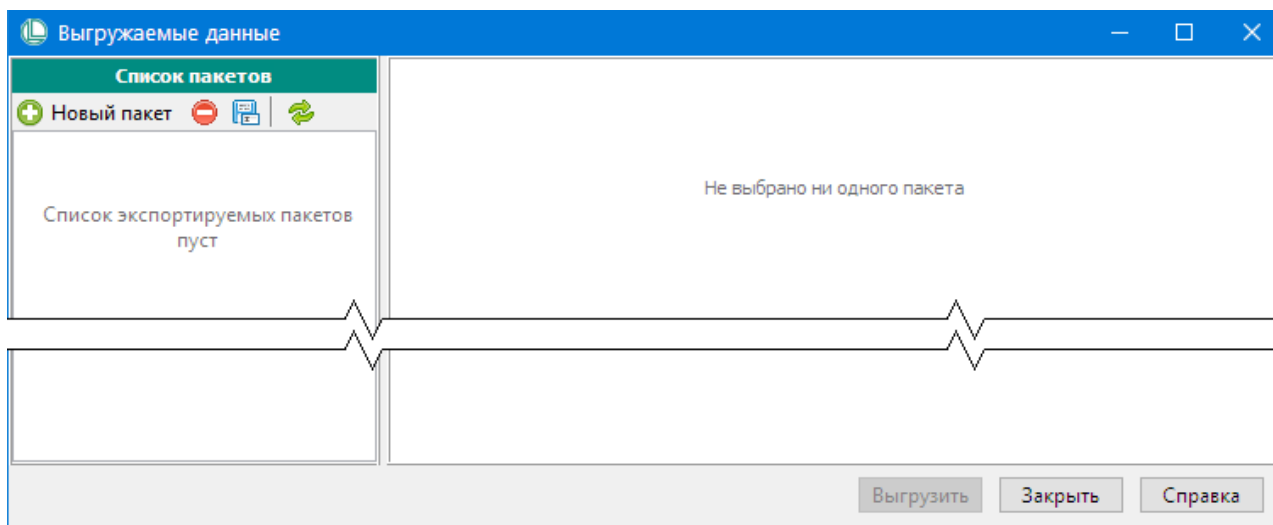 Выгружаемые данные
Список пакетов
Новый пакет
Список экспортируемых пакетов
пуст
Не выбрано ни одного пакета
Выгрузить
Закрыть
Справка